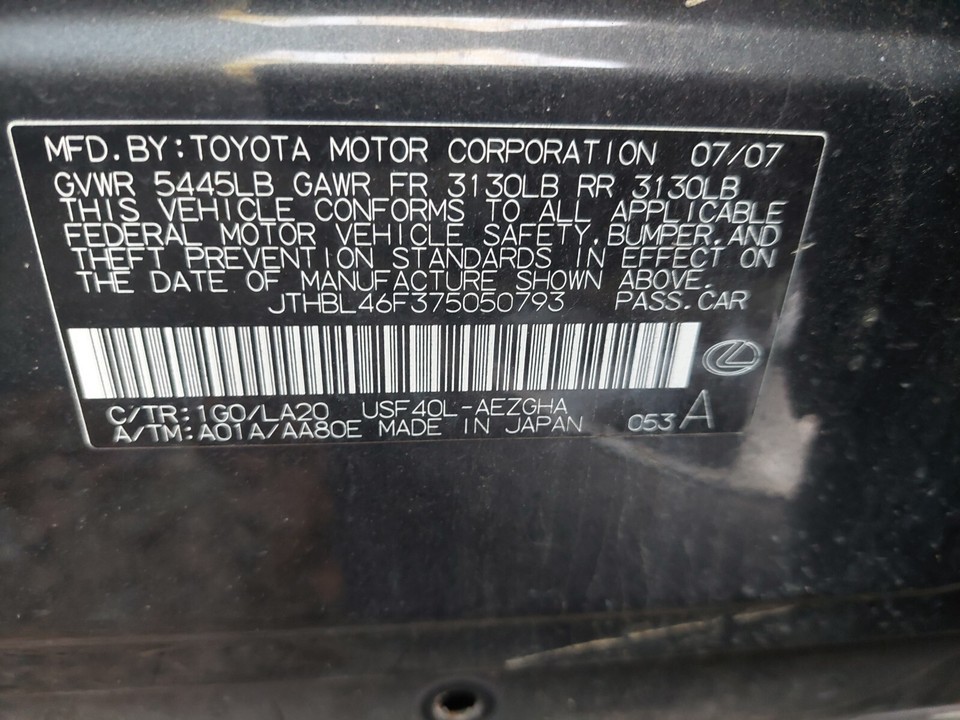 MFD.BY:TOYOTA MOTOR CORPORATION 07/07
GVWR 5445LB GAWR FR 3130LB RR 3130LB
THIS VEHICLE CONFORMS TO ALL APPLICABLE
FEDERAL MOTOR VEHICLE SAFETY,BUMPER,AND
THEFT PREVENTION STANDARDS IN EFFECT ON
THE DATE OF MANUFACTURE SHOWN ABOVE.
JTHBL46F375050793 PASS.CAR
C/TR:1G0/LA20 USF40L-AEZGHA
A/TM:A01A/AA80E MADE IN JAPAN 053A